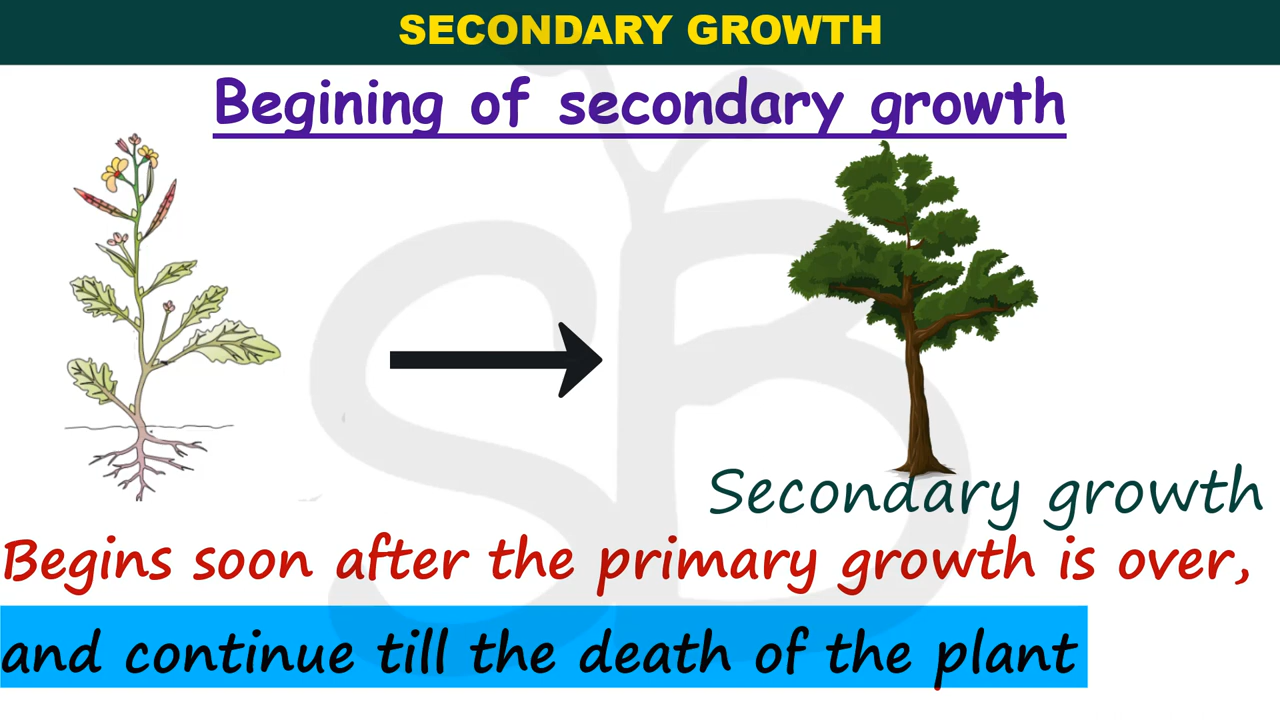 SECONDARY GROWTH
Begining of secondary growth
Secondary growth
Begins soon after the primary growth is over,
and continue till the death of the plant